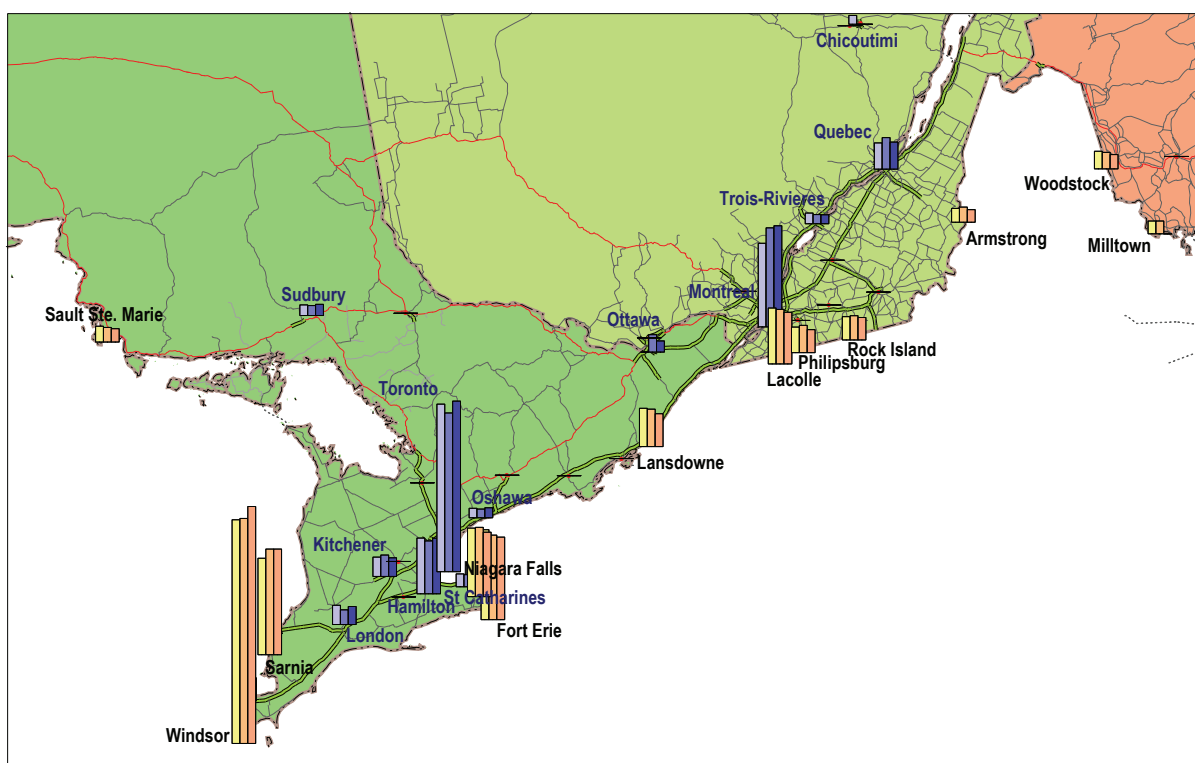 Chicoutimi
Quebec
Woodstock
Trois-Rivieres
Armstrong
Milltown
Montreal
Sudbury
Sault Ste. Marie
Ottawa
Rock Island
Philipsburg
Lacolle
Toronto
Lansdowne
Oshawa
Kitchener
Niagara Falls
St Catharines
Hamilton
Fort Erie
London
Sarnia
Windsor